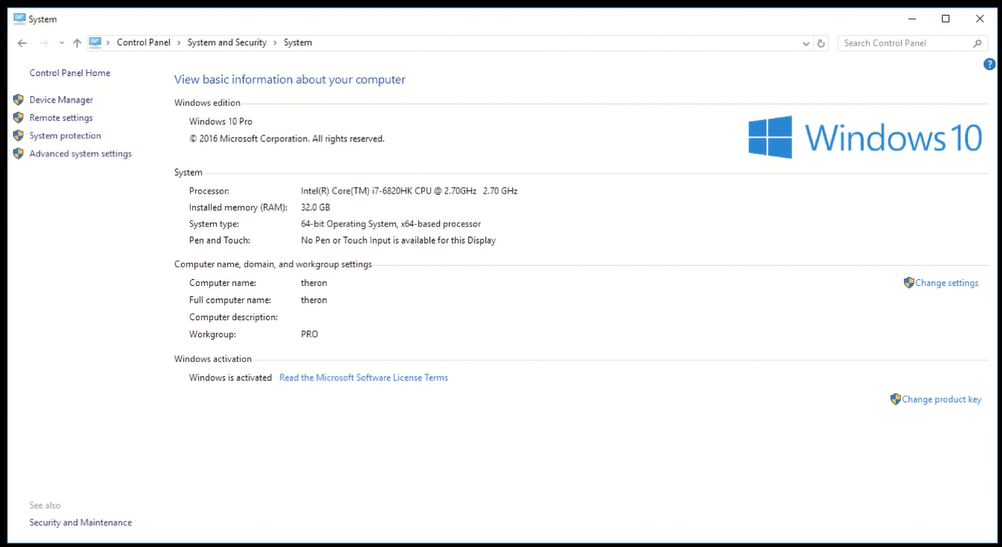 System
Control Panel > System and Security > System
Search Control Panel
?
Control Panel Home
Device Manager
Remote settings
System protection
Advanced system settings
View basic information about your computer
Windows edition
Windows 10 Pro
© 2016 Microsoft Corporation. All rights reserved.
Windows 10
System
Processor: Intel(R) Core(TM) i7-6820HK CPU @ 2.70GHz 2.70 GHz
Installed memory (RAM): 32.0 GB
System type: 64-bit Operating System, x64-based processor
Pen and Touch: No Pen or Touch Input is available for this Display
Computer name, domain, and workgroup settings
Computer name: theron
Change settings
Full computer name: theron
Computer description:
Workgroup: PRO
Windows activation
Windows is activated Read the Microsoft Software License Terms
Change product key
See also
Security and Maintenance